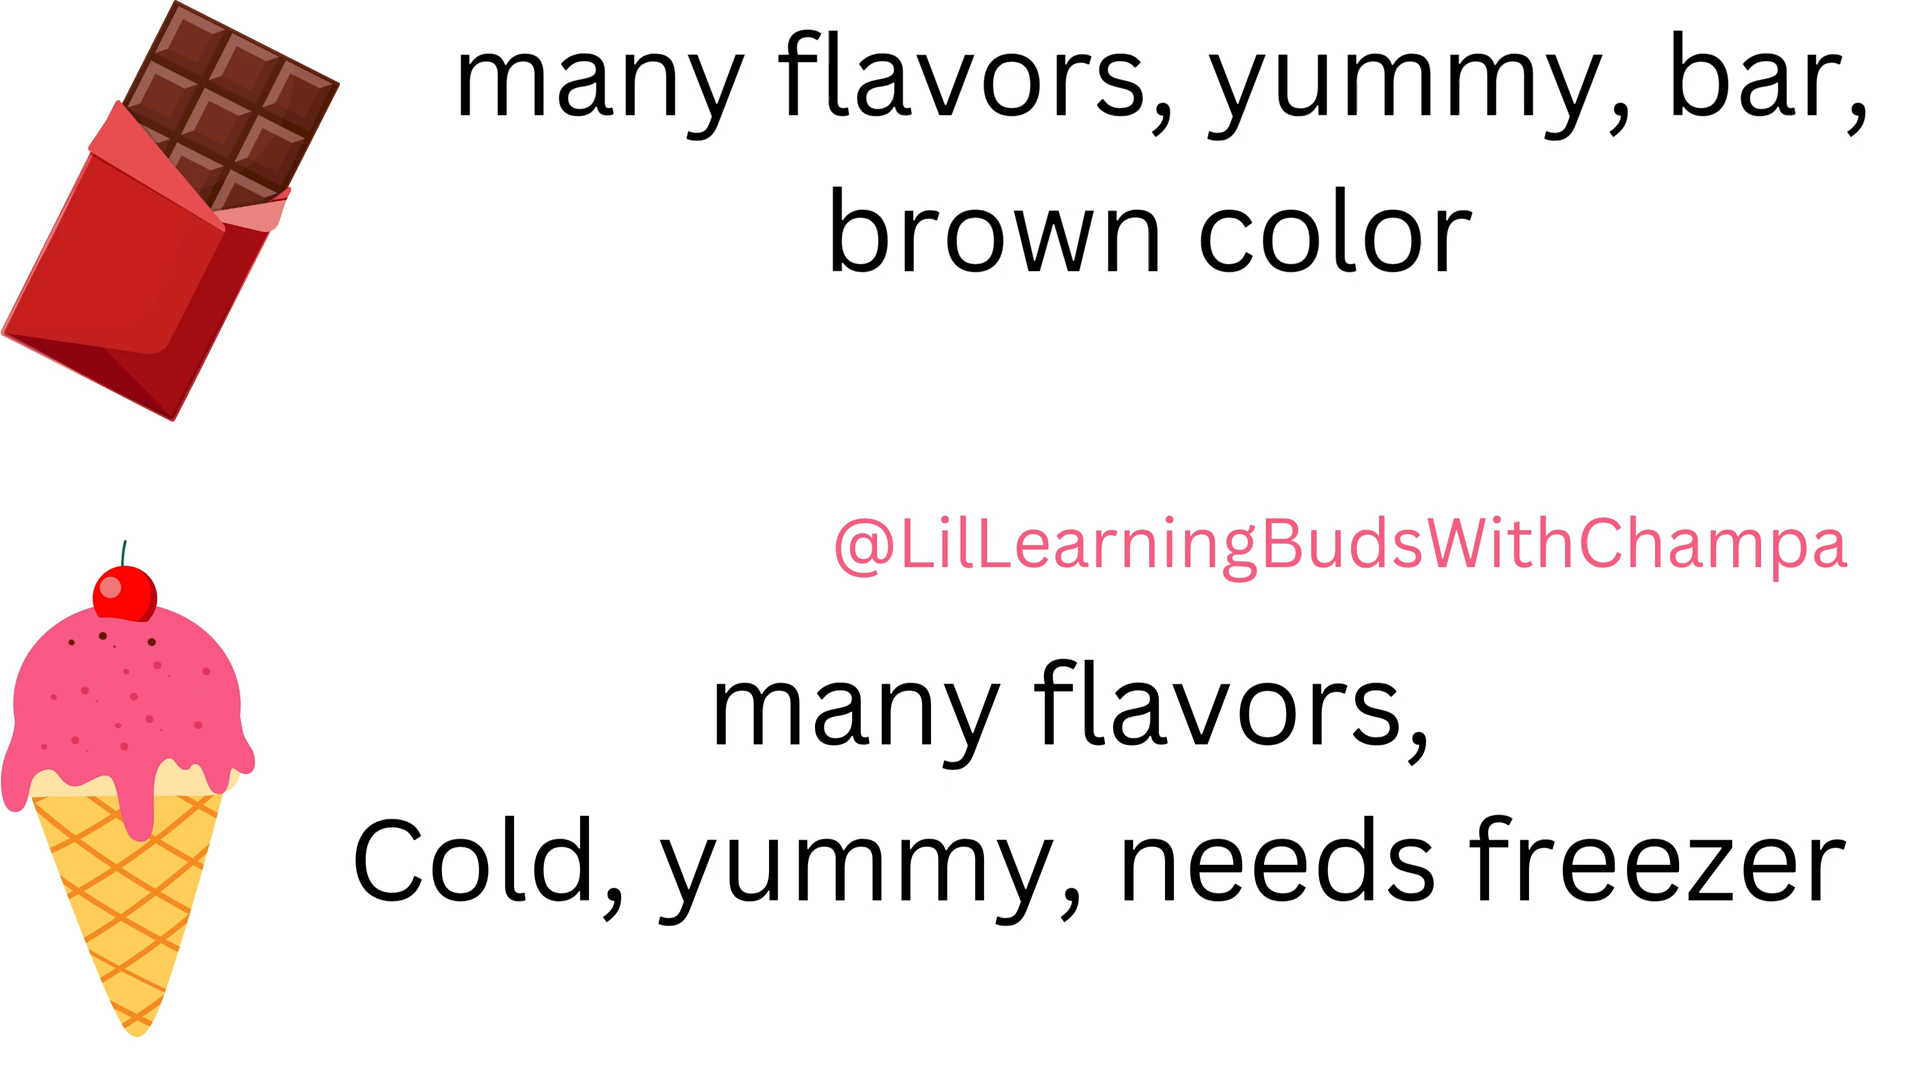 many flavors, yummy, bar,
brown color
@LilLearningBudsWithChampa
many flavors,
Cold, yummy, needs freezer